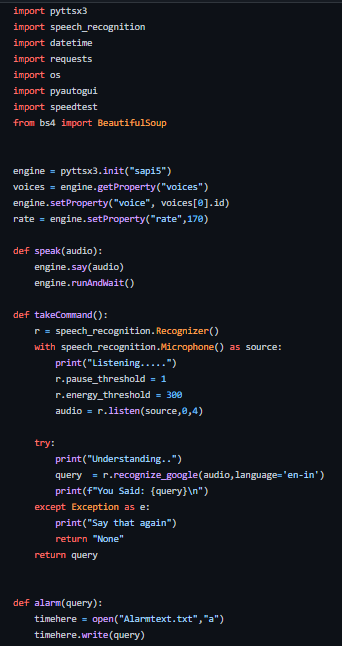 import pyttsx3
import speech_recognition
import datetime
import requests
import os
import pyautogui
import speedtest
from bs4 import BeautifulSoup
engine = pyttsx3.init("sapi5")
voices = engine.getProperty("voices")
engine.setProperty("voice", voices[0].id)
rate = engine.setProperty("rate",170)
def speak(audio):
    engine.say(audio)
    engine.runAndWait()
def takeCommand():
    r = speech_recognition.Recognizer()
    with speech_recognition.Microphone() as source:
        print("Listening.....")
        r.pause_threshold = 1
        r.energy_threshold = 300
        audio = r.listen(source,0,4)
    try:
        print("Understanding..")
        query  = r.recognize_google(audio,language='en-in')
        print(f"You Said: {query}\n")
    except Exception as e:
        print("Say that again")
        return "None"
    return query
def alarm(query):
    timehere = open("Alarmtext.txt","a")
    timehere.write(query)